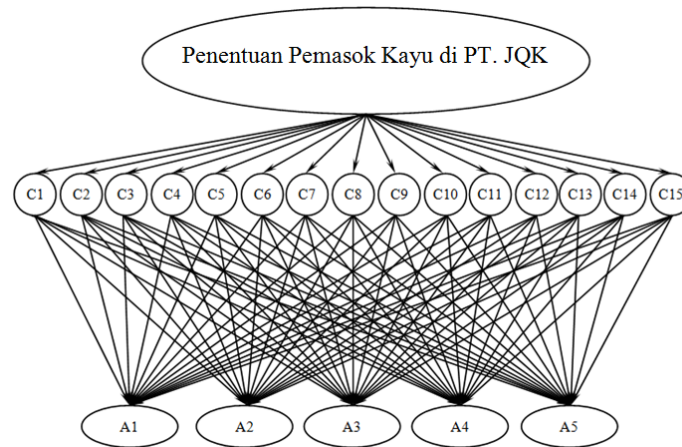 Penentuan Pemasok Kayu di PT. JQK
C1 C2 C3 C4 C5 C6 C7 C8 C9 C10 C11 C12 C13 C14 C15
A1 A2 A3 A4 A5